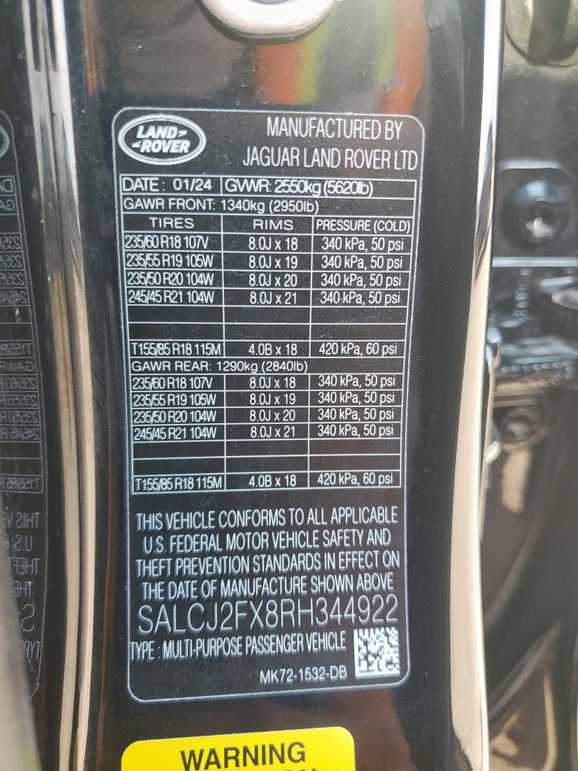 LAND-
-ROVER
MANUFACTURED BY
JAGUAR LAND ROVER LTD
DATE : 01/24 GVWR: 2550kg (5620lb)
GAWR FRONT: 1340kg (2950lb)
TIRES RIMS PRESSURE (COLD)
235/60 R18 107V 8.0J x 18 340 kPa, 50 psi
235/55 R19 105W 8.0J x 19 340 kPa, 50 psi
235/50 R20 104W 8.0J x 20 340 kPa, 50 psi
245/45 R21 104W 8.0J x 21 340 kPa, 50 psi
T155/85 R18 115M 4.0B x 18 420 kPa, 60 psi
GAWR REAR: 1290kg (2840lb)
235/60 R18 107V 8.0J x 18 340 kPa, 50 psi
235/55 R19 105W 8.0J x 19 340 kPa, 50 psi
235/50 R20 104W 8.0J x 20 340 kPa, 50 psi
245/45 R21 104W 8.0J x 21 340 kPa, 50 psi
T155/85 R18 115M 4.0B x 18 420 kPa, 60 psi
THIS VEHICLE CONFORMS TO ALL APPLICABLE
U.S. FEDERAL MOTOR VEHICLE SAFETY AND
THEFT PREVENTION STANDARDS IN EFFECT ON
THE DATE OF MANUFACTURE SHOWN ABOVE
SALCJ2FX8RH344922
TYPE : MULTI-PURPOSE PASSENGER VEHICLE
MK72-1532-DB
WARNING